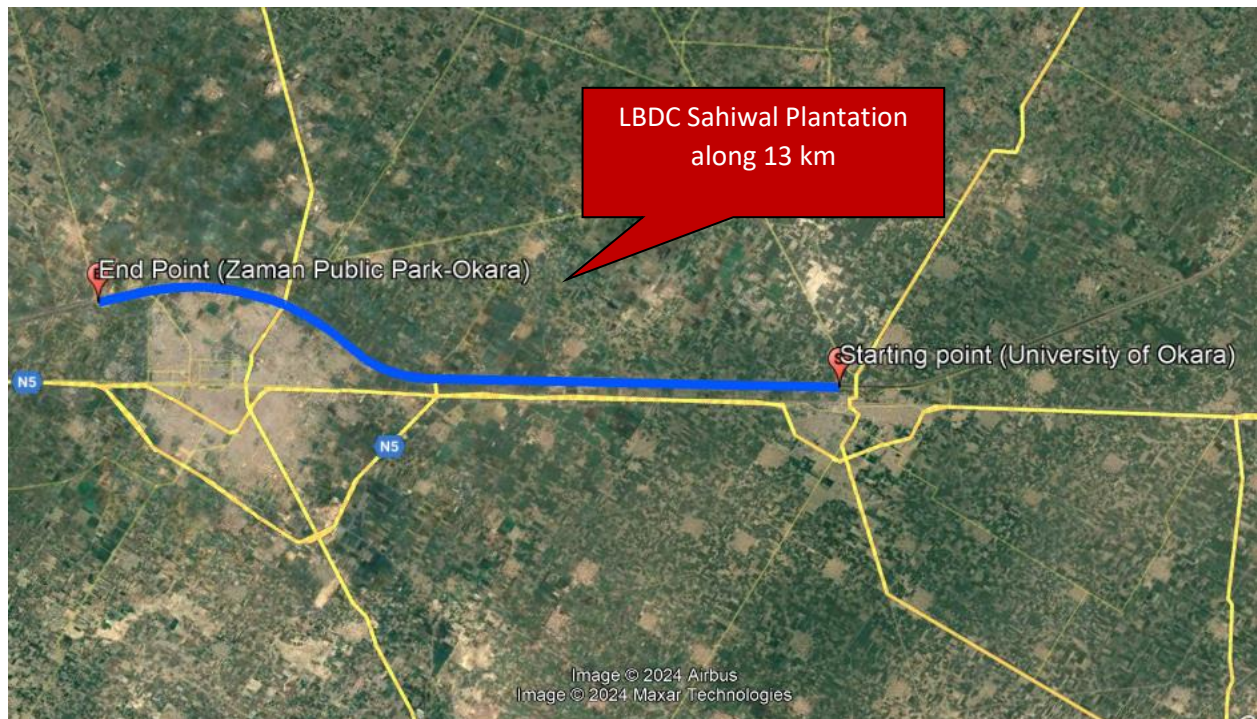 LBDC Sahiwal Plantation
along 13 km
End Point (Zaman Public Park-Okara)
Starting point (University of Okara)
N5
N5
Image © 2024 Airbus
Image © 2024 Maxar Technologies